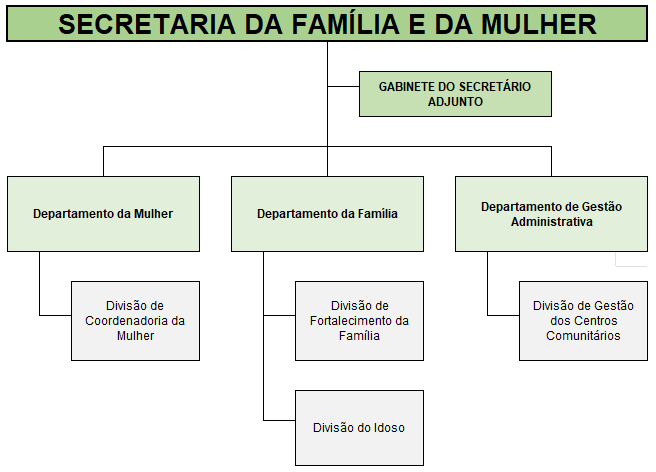 SECRETARIA DA FAMÍLIA E DA MULHER
GABINETE DO SECRETÁRIO
ADJUNTO
Departamento da Mulher
Departamento da Família
Departamento de Gestão
Administrativa
Divisão de
Coordenadoria da
Mulher
Divisão de
Fortalecimento da
Família
Divisão de Gestão
dos Centros
Comunitários
Divisão do Idoso